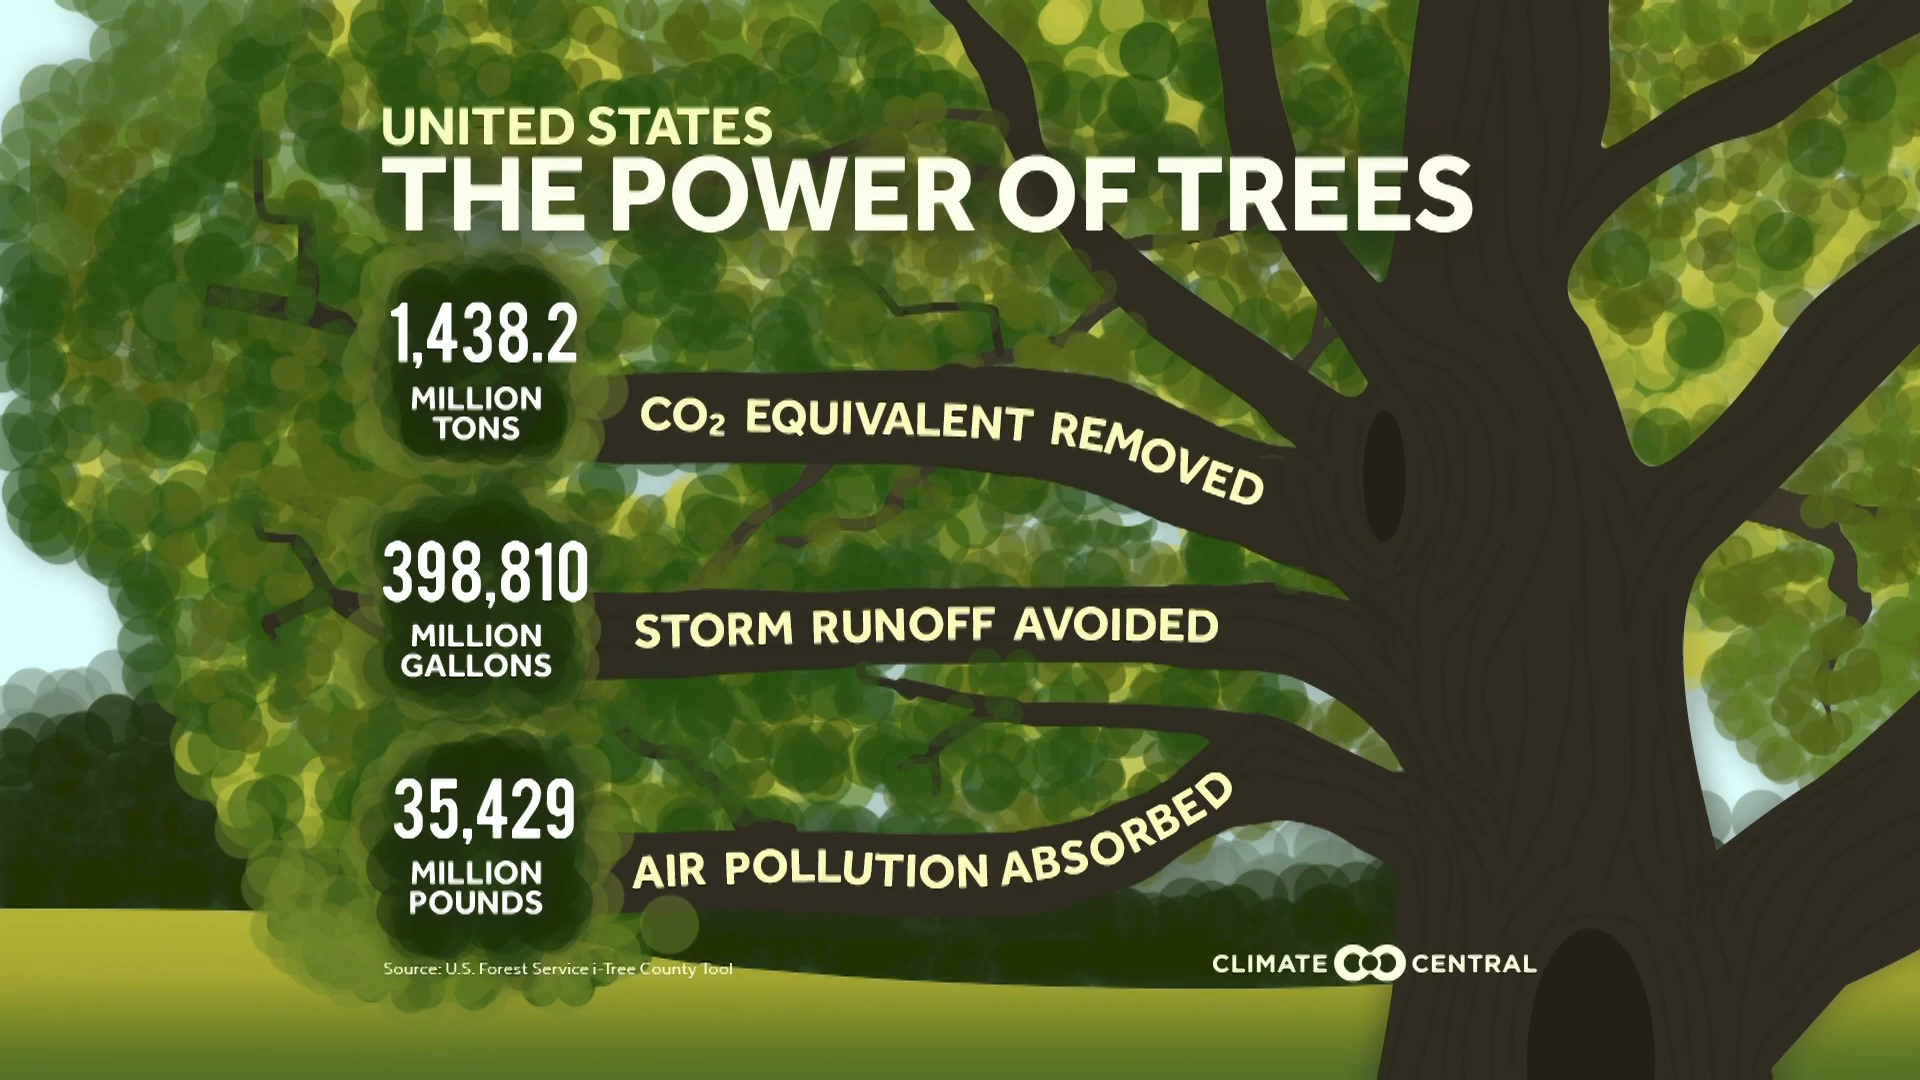 UNITED STATES
THE POWER OF TREES
1,438.2
MILLION
TONS
CO₂ EQUIVALENT REMOVED
398,810
MILLION
GALLONS
STORM RUNOFF AVOIDED
35,429
MILLION
POUNDS
AIR POLLUTION ABSORBED
Source: U.S. Forest Service i-Tree County Tool
CLIMATE CENTRAL